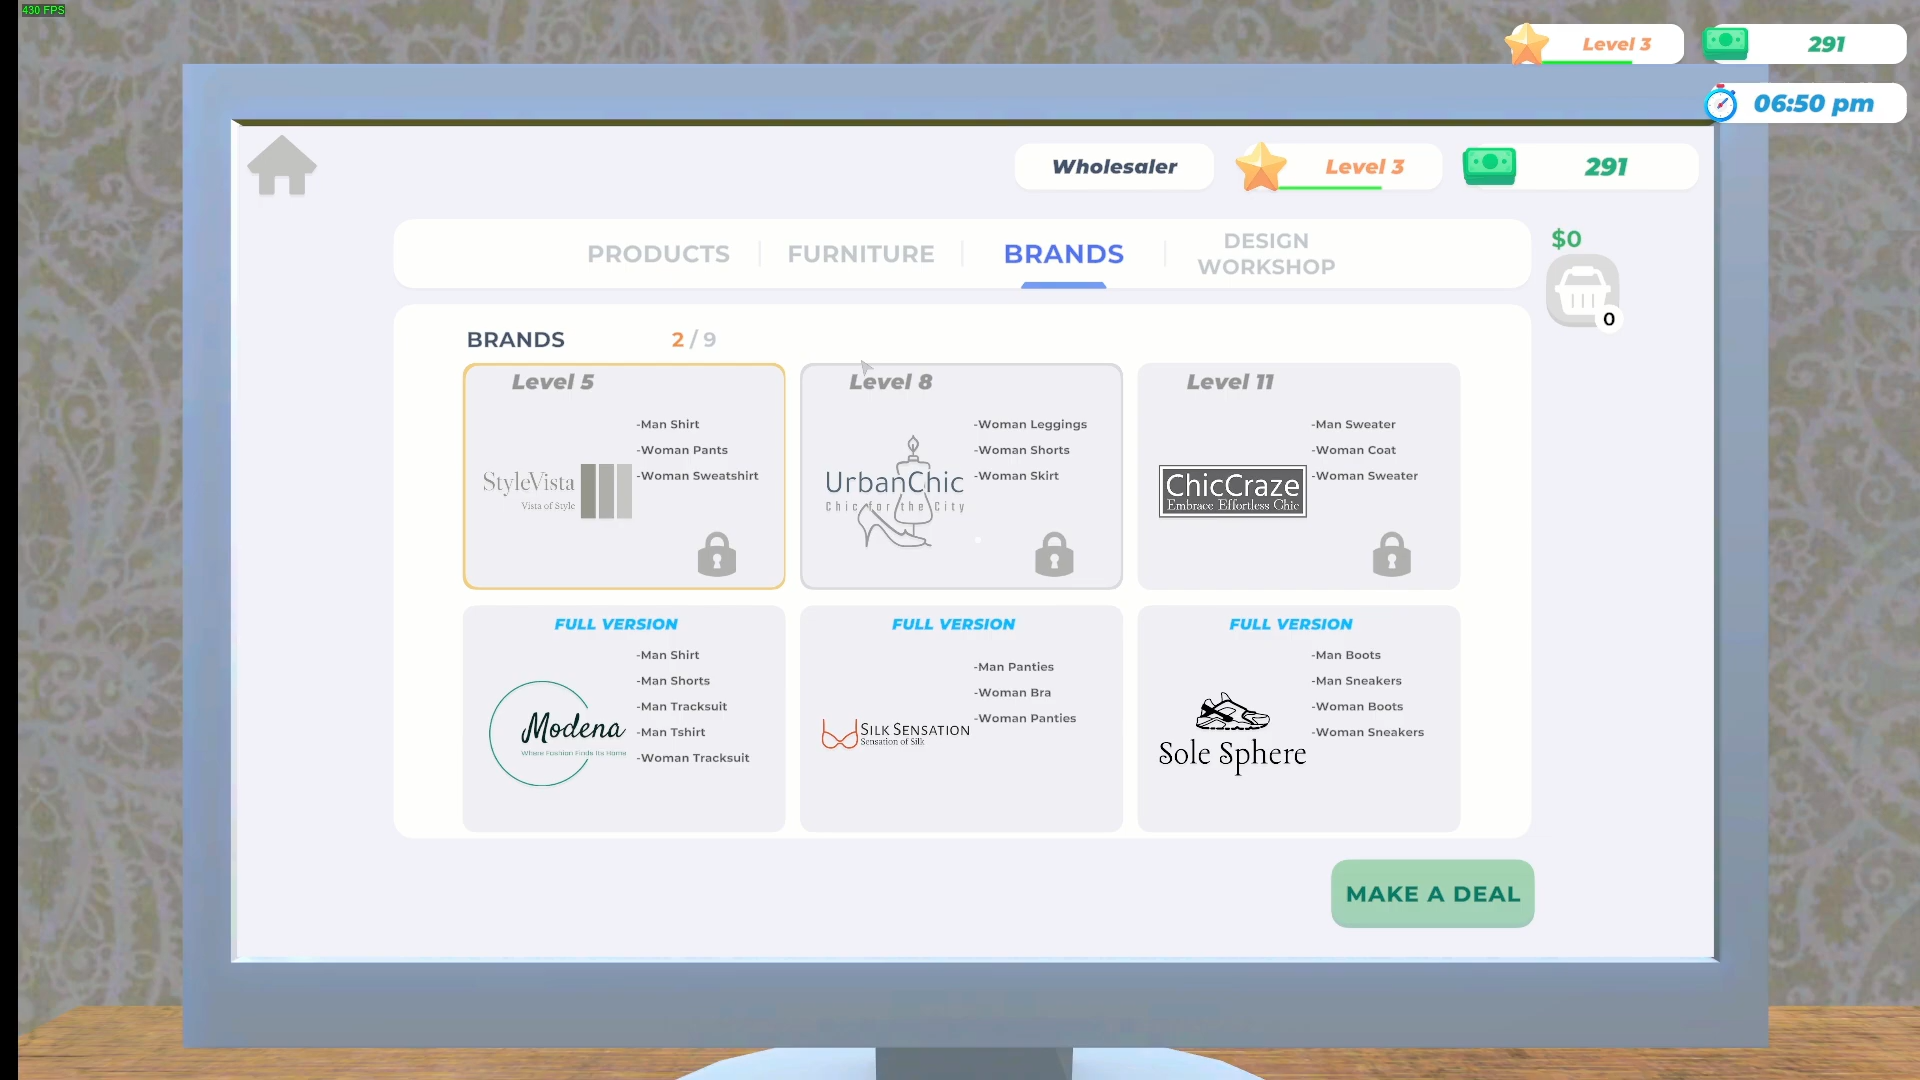 430 FPS
Level 3
291
06:50 pm
Wholesaler
Level 3
291
PRODUCTS
FURNITURE
BRANDS
DESIGN
WORKSHOP
$0
0
BRANDS
2 / 9
Level 5
-Man Shirt
-Woman Pants
-Woman Sweatshirt
StyleVista
Vista of Style
Level 8
-Woman Leggings
-Woman Shorts
-Woman Skirt
UrbanChic
Chic for the City
Level 11
-Man Sweater
-Woman Coat
-Woman Sweater
ChicCraze
Embrace Effortless Chic
FULL VERSION
-Man Shirt
-Man Shorts
-Man Tracksuit
-Man Tshirt
-Woman Tracksuit
Modena
Where Fashion Finds Its Home
FULL VERSION
-Man Panties
-Woman Bra
-Woman Panties
SILK SENSATION
Sensation of Silk
FULL VERSION
-Man Boots
-Man Sneakers
-Woman Boots
-Woman Sneakers
Sole Sphere
MAKE A DEAL